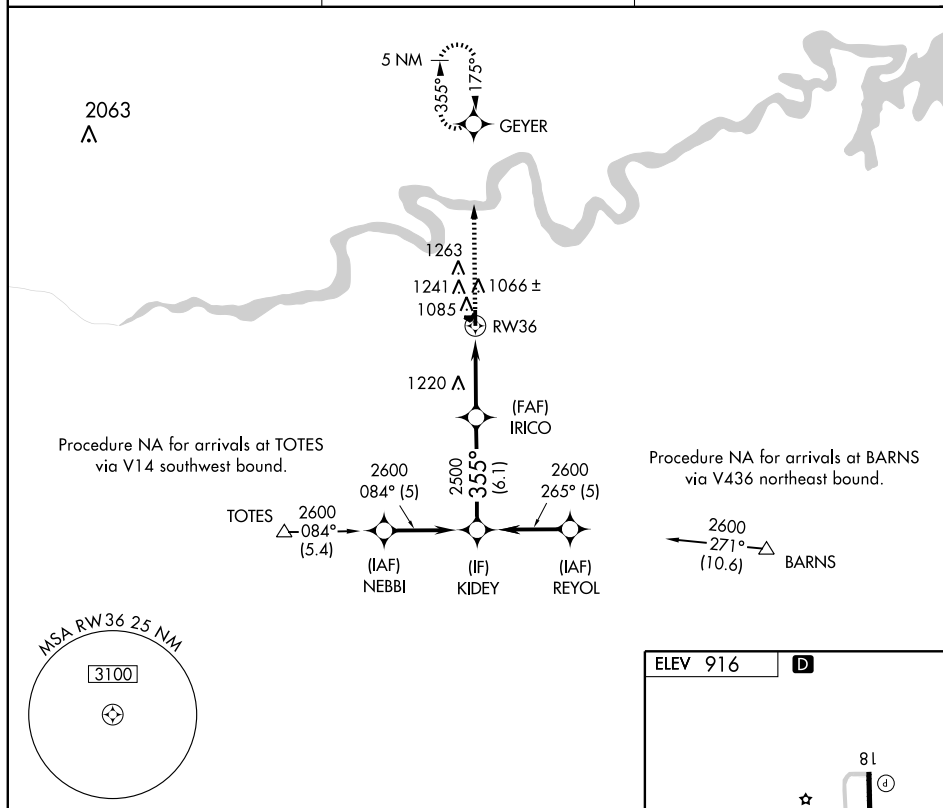 5 NM
355°
175°
GEYER
2063
1263
1241
1066 ±
1085
RW36
1220
(FAF)
IRICO
Procedure NA for arrivals at TOTES
via V14 southwest bound.
Procedure NA for arrivals at BARNS
via V436 northeast bound.
2600
084° (5)
2500
355°
(6.1)
2600
265° (5)
TOTES
2600
084°
(5.4)
(IAF)
NEBBI
(IF)
KIDEY
(IAF)
REYOL
2600
271°
(10.6)
BARNS
MSA RW36 25 NM
3100
ELEV 916
D
18
P